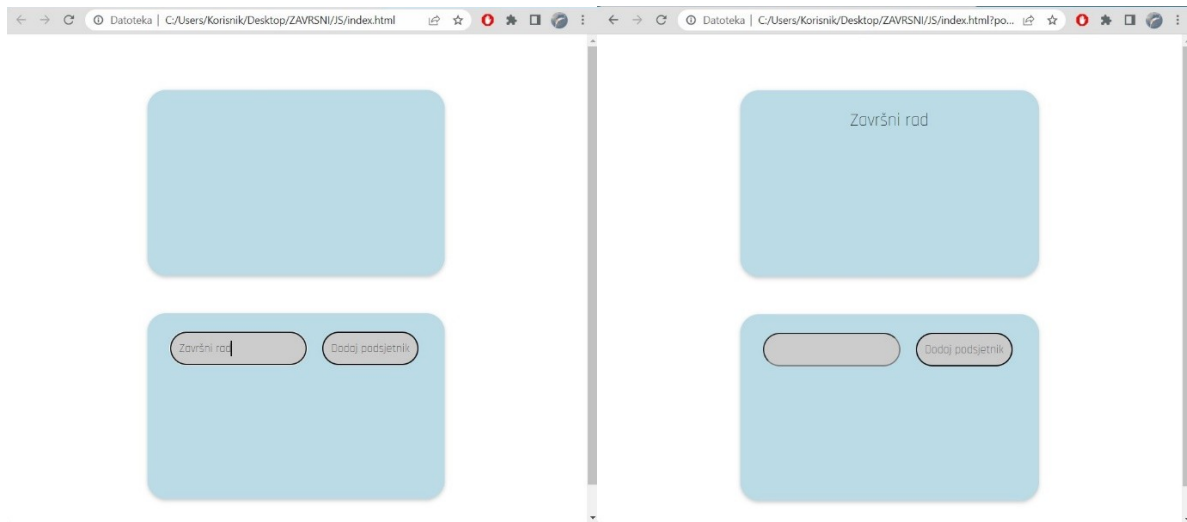 Datoteka | C:/Users/Korisnik/Desktop/ZAVRSNI/JS/index.html
Završni rad
Dodaj podsjetnik
Datoteka | C:/Users/Korisnik/Desktop/ZAVRSNI/JS/index.html?po...
Završni rad
Dodaj podsjetnik